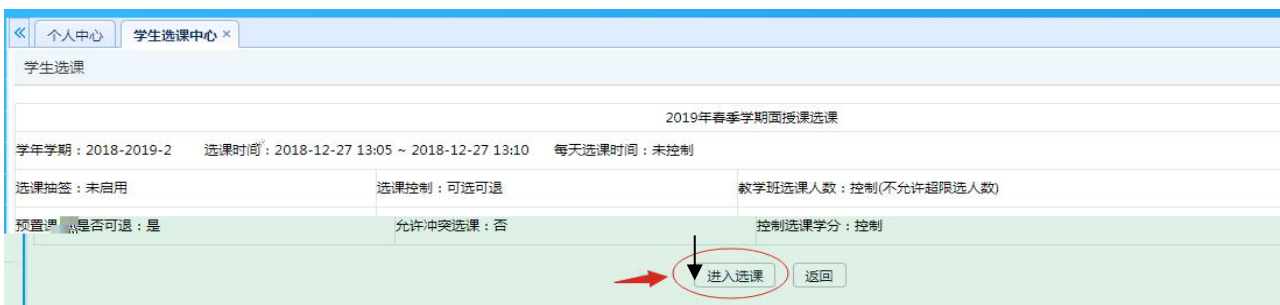 « 个人中心 学生选课中心 ×
学生选课
2019年春季学期面授课选课
学年学期：2018-2019-2 选课时间：2018-12-27 13:05 ~ 2018-12-27 13:10 每天选课时间：未控制
选课抽签：未启用 选课控制：可选可退 教学班选课人数：控制(不允许超限选人数)
预置课 是否可退：是 允许冲突选课：否 控制选课学分：控制
进入选课 返回